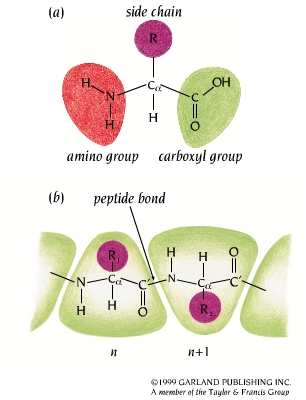 (a) side chain
R
H N H
Cα
H
C OH
O
amino group carboxyl group
(b) peptide bond
R1
N H
Cα H
C' O
H N
H Cα
R2
O C'
n n+1
©1999 GARLAND PUBLISHING INC.
A member of the Taylor & Francis Group